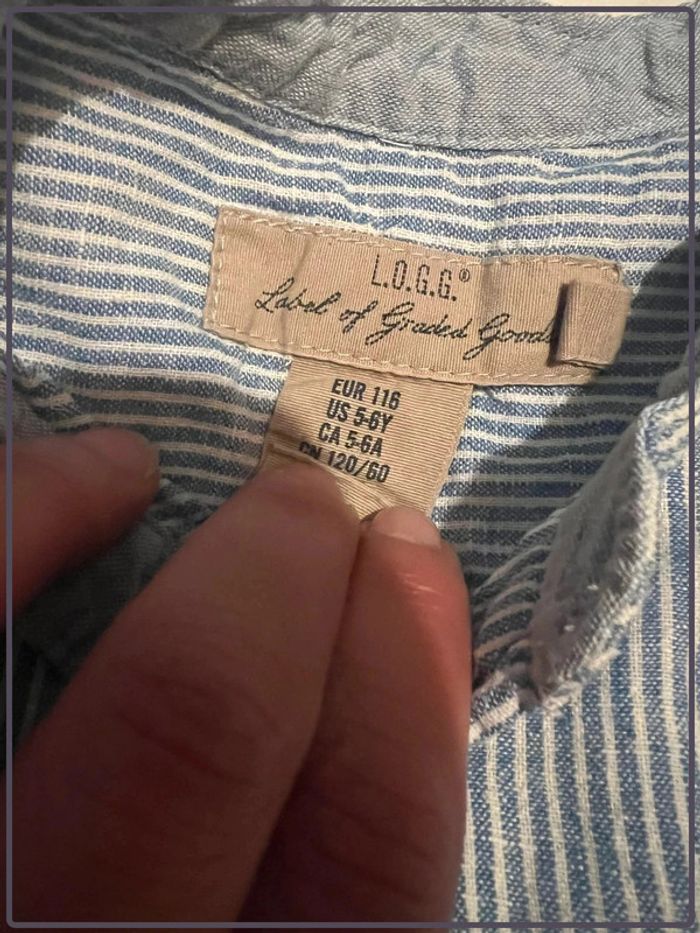 L.O.G.G.®
Label of Graded Goods
EUR 116
US 5-6Y
CA 5-6A
CN 120/60